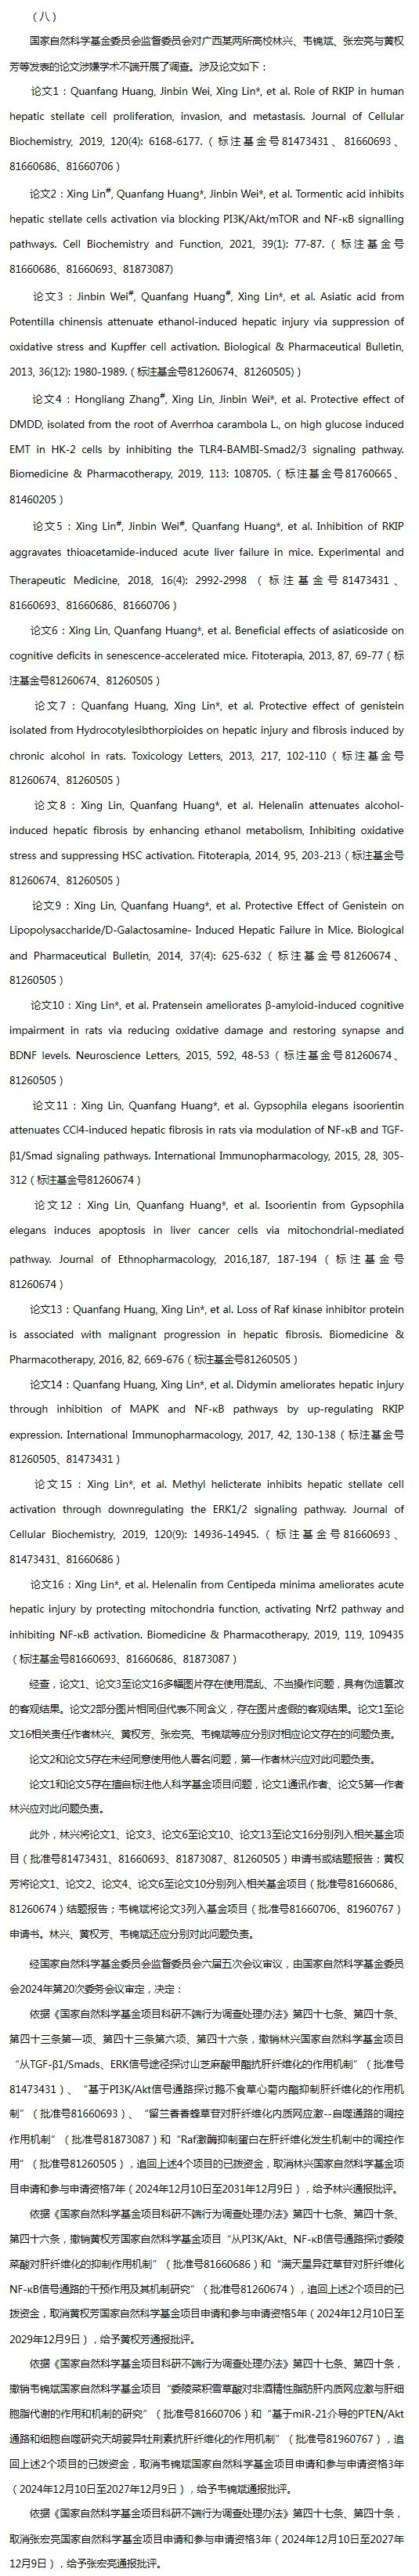 （八）
国家自然科学基金委员会监督委员会对广西某两所高校林兴、韦锦斌、张宏亮与黄权
芳等发表的论文涉嫌学术不端开展了调查。涉及论文如下：
论文1：Quanfang Huang, Jinbin Wei, Xing Lin*, et al. Role of RKIP in human
hepatic stellate cell proliferation, invasion, and metastasis. Journal of Cellular
Biochemistry, 2019, 120(4): 6168-6177.（标注基金号81473431、81660693、
81660686、81660706）
论文2：Xing Lin#, Quanfang Huang*, Jinbin Wei*, et al. Tormentic acid inhibits
hepatic stellate cells activation via blocking PI3K/Akt/mTOR and NF-κB signalling
pathways. Cell Biochemistry and Function, 2021, 39(1): 77-87.（标注基金号
81660686、81660693、81873087)
论文3：Jinbin Wei#, Quanfang Huang#, Xing Lin*, et al. Asiatic acid from
Potentilla chinensis attenuate ethanol-induced hepatic injury via suppression of
oxidative stress and Kupffer cell activation. Biological & Pharmaceutical Bulletin,
2013, 36(12): 1980-1989.（标注基金号81260674、81260505)）
论文4：Hongliang Zhang#, Xing Lin, Jinbin Wei*, et al. Protective effect of
DMDD, isolated from the root of Averrhoa carambola L., on high glucose induced
EMT in HK-2 cells by inhibiting the TLR4-BAMBI-Smad2/3 signaling pathway.
Biomedicine & Pharmacotherapy, 2019, 113: 108705.（标注基金号81760665、
81460205）
论文5：Xing Lin#, Jinbin Wei#, Quanfang Huang*, et al. Inhibition of RKIP
aggravates thioacetamide-induced acute liver failure in mice. Experimental and
Therapeutic Medicine, 2018, 16(4): 2992-2998（标注基金号81473431、
81660693、81660686、81660706）
论文6：Xing Lin, Quanfang Huang*, et al. Beneficial effects of asiaticoside on
cognitive deficits in senescence-accelerated mice. Fitoterapia, 2013, 87, 69-77（标
注基金号81260674、81260505）
论文7：Quanfang Huang, Xing Lin*, et al. Protective effect of genistein
isolated from Hydrocotylesibthorpioides on hepatic injury and fibrosis induced by
chronic alcohol in rats. Toxicology Letters, 2013, 217, 102-110（标注基金号
81260674、81260505）
论文8：Xing Lin, Quanfang Huang*, et al. Helenalin attenuates alcohol-
induced hepatic fibrosis by enhancing ethanol metabolism, Inhibiting oxidative
stress and suppressing HSC activation. Fitoterapia, 2014, 95, 203-213（标注基金号
81260674、81260505）
论文9：Xing Lin, Quanfang Huang*, et al. Protective Effect of Genistein on
Lipopolysaccharide/D-Galactosamine- Induced Hepatic Failure in Mice. Biological
and Pharmaceutical Bulletin, 2014, 37(4): 625-632（标注基金号81260674、
81260505）
论文10：Xing Lin*, et al. Pratensein ameliorates β-amyloid-induced cognitive
impairment in rats via reducing oxidative damage and restoring synapse and
BDNF levels. Neuroscience Letters, 2015, 592, 48-53（标注基金号81260674、
81260505）
论文11：Xing Lin, Quanfang Huang*, et al. Gypsophila elegans isoorientin
attenuates CCl4-induced hepatic fibrosis in rats via modulation of NF-κB and TGF-
β1/Smad signaling pathways. International Immunopharmacology, 2015, 28, 305-
312（标注基金号81260674）
论文12：Xing Lin, Quanfang Huang*, et al. Isoorientin from Gypsophila
elegans induces apoptosis in liver cancer cells via mitochondrial-mediated
pathway. Journal of Ethnopharmacology, 2016,187, 187-194（标注基金号
81260674）
论文13：Quanfang Huang, Xing Lin*, et al. Loss of Raf kinase inhibitor protein
is associated with malignant progression in hepatic fibrosis. Biomedicine &
Pharmacotherapy, 2016, 82, 669-676（标注基金号81260505）
论文14：Quanfang Huang, Xing Lin*, et al. Didymin ameliorates hepatic injury
through inhibition of MAPK and NF-κB pathways by up-regulating RKIP
expression. International Immunopharmacology, 2017, 42, 130-138（标注基金号
81260505、81473431）
论文15：Xing Lin*, et al. Methyl helicterate inhibits hepatic stellate cell
activation through downregulating the ERK1/2 signaling pathway. Journal of
Cellular Biochemistry, 2019, 120(9): 14936-14945.（标注基金号81660693、
81473431、81660686）
论文16：Xing Lin*, et al. Helenalin from Centipeda minima ameliorates acute
hepatic injury by protecting mitochondria function, activating Nrf2 pathway and
inhibiting NF-κB activation. Biomedicine & Pharmacotherapy, 2019, 119, 109435
（标注基金号81660693、81660686、81873087）
经查，论文1、论文3至论文16多幅图片存在使用混乱、不当操作问题，具有伪造篡改
的客观结果。论文2部分图片相同但代表不同含义，存在图片虚假的客观结果。论文1至论
文16相关责任作者林兴、黄权芳、张宏亮、韦锦斌等应分别对相应论文存在的问题负责。
论文2和论文5存在未经同意使用他人署名问题，第一作者林兴应对此问题负责。
论文1和论文5存在擅自标注他人科学基金项目问题，论文1通讯作者、论文5第一作者
林兴应对此问题负责。
此外，林兴将论文1、论文3、论文6至论文10、论文13至论文16分别列入相关基金项
目（批准号81473431、81660693、81873087、81260505）申请书或结题报告；黄权
芳将论文1、论文2、论文4、论文6至论文10分别列入相关基金项目（批准号81660686、
81260674）结题报告；韦锦斌将论文3列入基金项目（批准号81660706、81960767）
申请书。林兴、黄权芳、韦锦斌还应分别对此问题负责。
经国家自然科学基金委员会监督委员会六届五次会议审议，由国家自然科学基金委员
会2024年第20次委务会议审定，决定：
依据《国家自然科学基金项目科研不端行为调查处理办法》第四十七条、第四十条、
第四十三条第一项、第四十三条第六项、第四十六条，撤销林兴国家自然科学基金项目
“从TGF-β1/Smads、ERK信号途径探讨山芝麻酸甲酯抗肝纤维化的作用机制”（批准号
81473431）、“基于PI3K/Akt信号通路探讨鹅不食草心菊内酯抑制肝纤维化的作用机
制”（批准号81660693）、“留兰香香蜂草苷对肝纤维化内质网应激--自噬通路的调控
作用机制”（批准号81873087）和“Raf激酶抑制蛋白在肝纤维化发生机制中的调控作
用”（批准号81260505），追回上述4个项目的已拨资金，取消林兴国家自然科学基金项
目申请和参与申请资格7年（2024年12月10日至2031年12月9日），给予林兴通报批评。
依据《国家自然科学基金项目科研不端行为调查处理办法》第四十七条、第四十条、
第四十六条，撤销黄权芳国家自然科学基金项目“从PI3K/Akt、NF-κB信号通路探讨委陵
菜酸对肝纤维化的抑制作用机制”（批准号81660686）和“满天星异荭草苷对肝纤维化
NF-κB信号通路的干预作用及其机制研究”（批准号81260674），追回上述2个项目的已
拨资金，取消黄权芳国家自然科学基金项目申请和参与申请资格5年（2024年12月10日至
2029年12月9日），给予黄权芳通报批评。
依据《国家自然科学基金项目科研不端行为调查处理办法》第四十七条、第四十条，
撤销韦锦斌国家自然科学基金项目“委陵菜积雪草酸对非酒精性脂肪肝内质网应激与肝细
胞脂代谢的作用和机制的研究”（批准号81660706）和“基于miR-21介导的PTEN/Akt
通路和细胞自噬研究天胡荽异牡荆素抗肝纤维化的作用机制”（批准号81960767），追
回上述2个项目的已拨资金，取消韦锦斌国家自然科学基金项目申请和参与申请资格3年
（2024年12月10日至2027年12月9日），给予韦锦斌通报批评。
依据《国家自然科学基金项目科研不端行为调查处理办法》第四十七条、第四十条，
取消张宏亮国家自然科学基金项目申请和参与申请资格3年（2024年12月10日至2027年
12月9日），给予张宏亮通报批评。